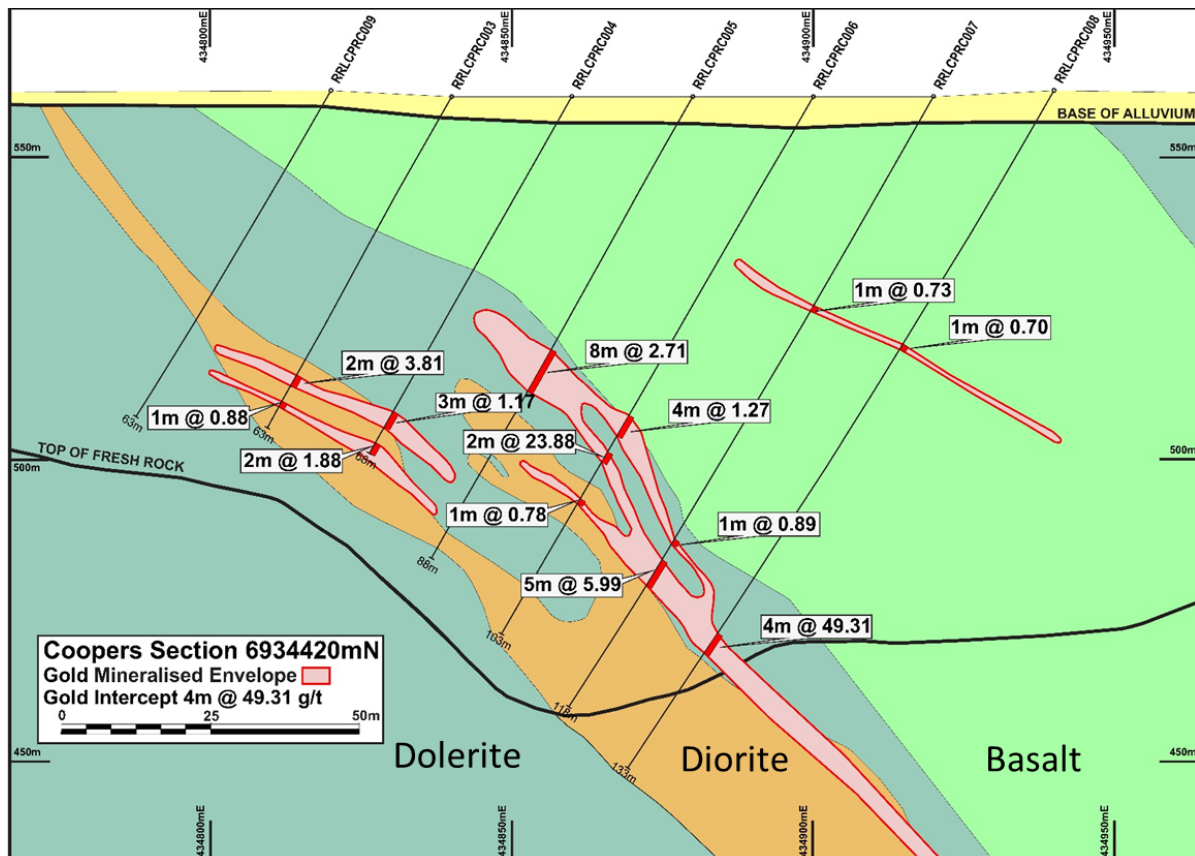 434800mE
RRLCPRC009
RRLCPRC003
434850mE
RRLCPRC004
RRLCPRC005
434900mE
RRLCPRC006
RRLCPRC007
RRLCPRC008
434950mE
BASE OF ALLUVIUM
550m
550m
1m @ 0.73
1m @ 0.70
8m @ 2.71
2m @ 3.81
3m @ 1.17
4m @ 1.27
1m @ 0.88
63m
63m
2m @ 23.88
TOP OF FRESH ROCK
2m @ 1.88
68m
500m
500m
1m @ 0.78
1m @ 0.89
88m
5m @ 5.99
4m @ 49.31
103m
Coopers Section 6934420mN
Gold Mineralised Envelope
Gold Intercept 4m @ 49.31 g/t
0 25 50m
118m
133m
Dolerite
Diorite
Basalt
450m
450m
434800mE
434850mE
434900mE
434950mE